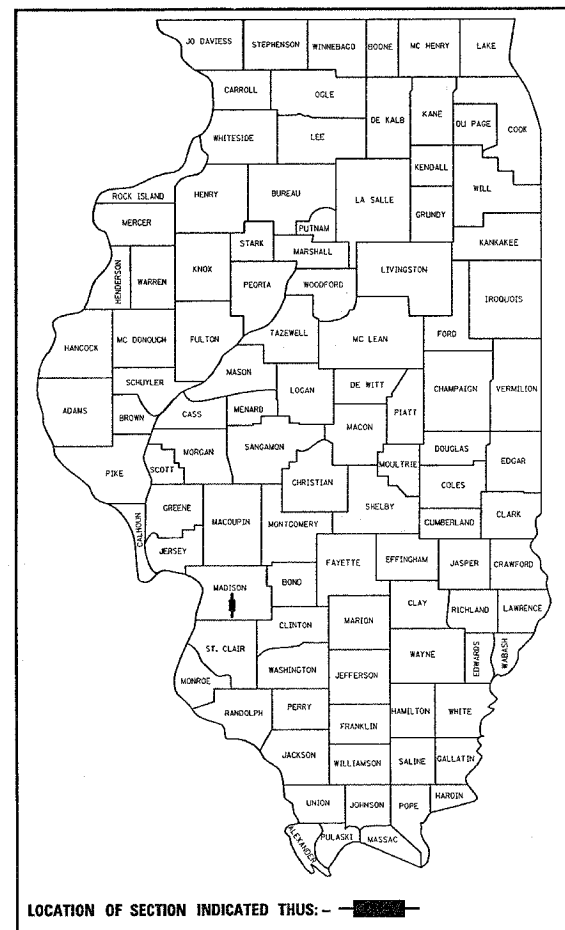 JO DAVIESS
STEPHENSON
WINNEBAGO
BOONE
MC HENRY
LAKE
CARROLL
OGLE
DE KALB
KANE
DU PAGE
COOK
WHITESIDE
LEE
KENDALL
WILL
ROCK ISLAND
HENRY
BUREAU
LA SALLE
GRUNDY
MERCER
PUTNAM
STARK
MARSHALL
KANKAKEE
HENDERSON
WARREN
KNOX
PEORIA
WOODFORD
LIVINGSTON
IROQUOIS
HANCOCK
MC DONOUGH
FULTON
TAZEWELL
MC LEAN
FORD
SCHUYLER
MASON
LOGAN
DE WITT
CHAMPAIGN
VERMILION
ADAMS
BROWN
CASS
MENARD
PIATT
MACON
PIKE
SCOTT
MORGAN
SANGAMON
DOUGLAS
EDGAR
CHRISTIAN
MOULTRIE
COLES
CALHOUN
GREENE
MACOUPIN
MONTGOMERY
SHELBY
CUMBERLAND
CLARK
JERSEY
FAYETTE
EFFINGHAM
JASPER
CRAWFORD
MADISON
BOND
CLAY
RICHLAND
LAWRENCE
CLINTON
MARION
ST. CLAIR
WAYNE
EDWARDS
WABASH
WASHINGTON
JEFFERSON
MONROE
RANDOLPH
PERRY
HAMILTON
WHITE
FRANKLIN
JACKSON
WILLIAMSON
SALINE
GALLATIN
UNION
JOHNSON
POPE
HARDIN
ALEXANDER
PULASKI
MASSAC
LOCATION OF SECTION INDICATED THUS: -